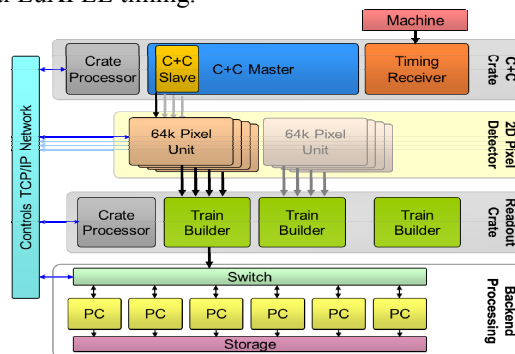 Machine
Crate
Processor
C+C
Slave
C+C Master
Timing
Receiver
C+C
Crate
Controls TCP/IP Network
64k Pixel
Unit
64k Pixel
Unit
2D Pixel
Detector
Crate
Processor
Train
Builder
Train
Builder
Train
Builder
Readout
Crate
Switch
PC
PC
PC
PC
PC
PC
Storage
Backend
Processing